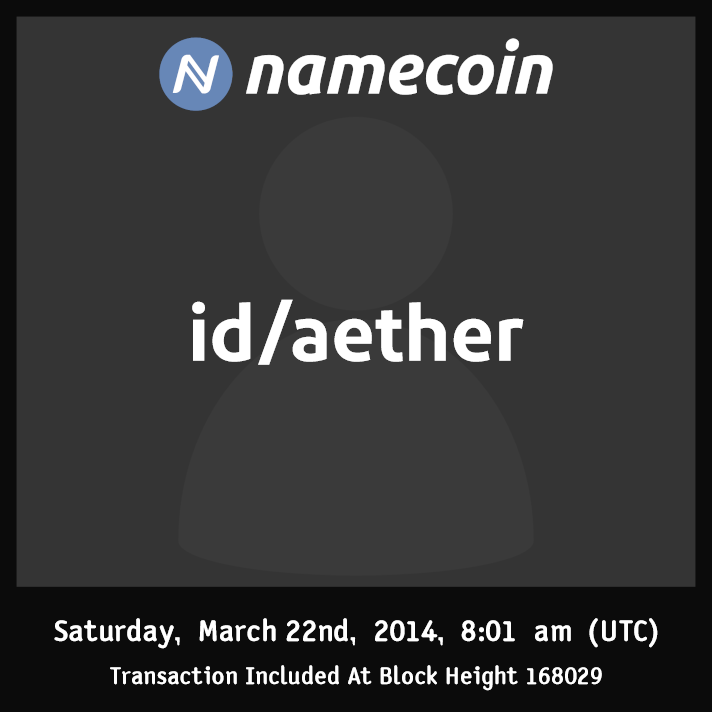 namecoin
id/aether
Saturday, March 22nd, 2014, 8:01 am (UTC)
Transaction Included At Block Height 168029